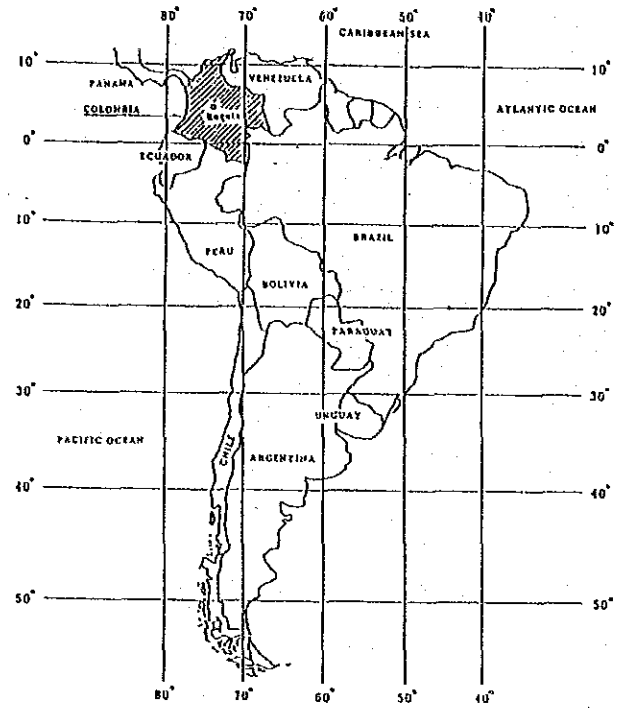 80° 70° 60° 50° 40°
CARIBBEAN SEA
10° 10°
VENEZUELA
PANAMA
COLOMBIA ATLANTIC OCEAN
Bogota
0° 0°
ECUADOR
10° 10°
PERU BRAZIL
BOLIVIA
20° 20°
PARAGUAY
30° 30°
URUGUAY
PACIFIC OCEAN CHILE ARGENTINA
40° 40°
50° 50°
80° 70° 60° 50° 40°